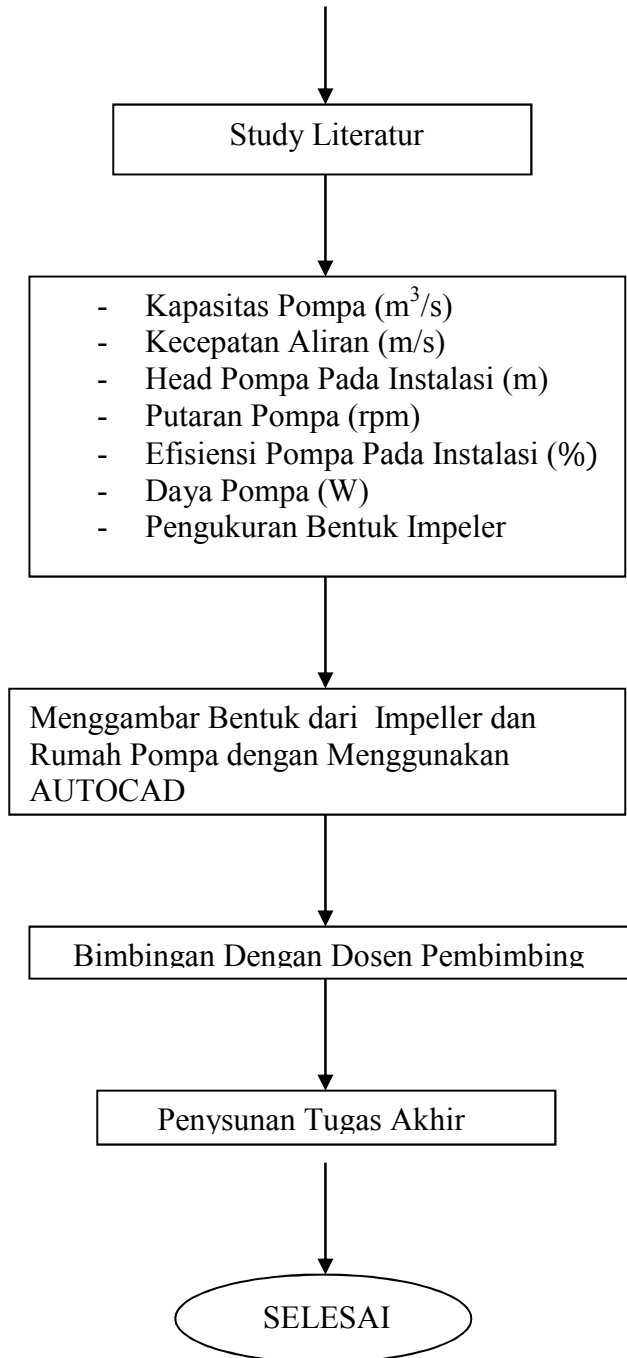 Study Literatur
- Kapasitas Pompa (m³/s)
- Kecepatan Aliran (m/s)
- Head Pompa Pada Instalasi (m)
- Putaran Pompa (rpm)
- Efisiensi Pompa Pada Instalasi (%)
- Daya Pompa (W)
- Pengukuran Bentuk Impeler
Menggambar Bentuk dari Impeller dan
Rumah Pompa dengan Menggunakan
AUTOCAD
Bimbingan Dengan Dosen Pembimbing
Penysunan Tugas Akhir
SELESAI